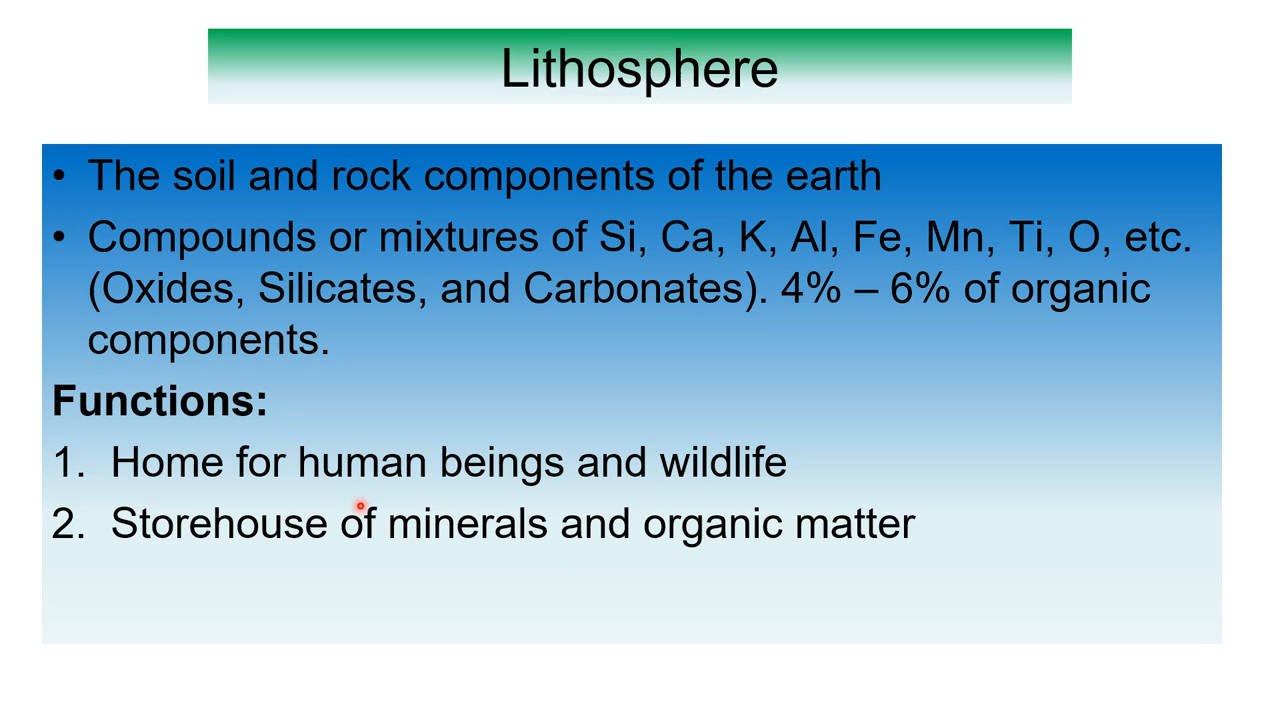 Lithosphere
• The soil and rock components of the earth
• Compounds or mixtures of Si, Ca, K, Al, Fe, Mn, Ti, O, etc.
(Oxides, Silicates, and Carbonates). 4% – 6% of organic
components.
Functions:
1. Home for human beings and wildlife
2. Storehouse of minerals and organic matter